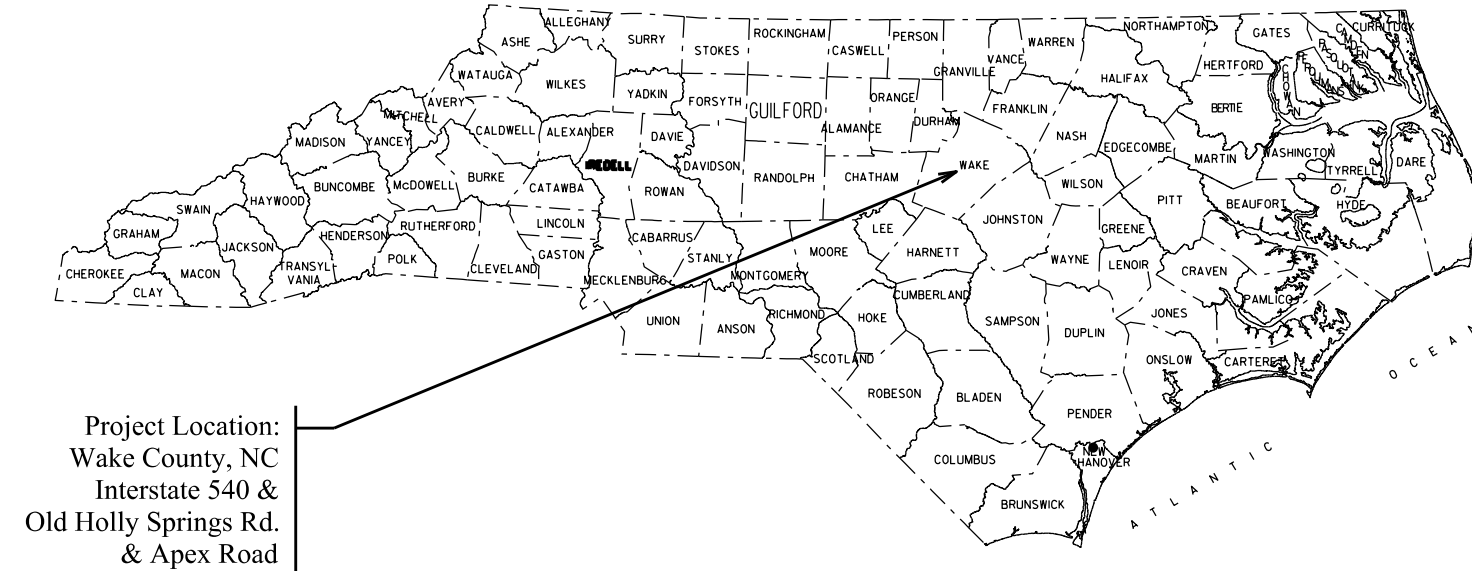 ALLEGHANY
ASHE
SURRY
STOKES
ROCKINGHAM
CASWELL
PERSON
GRANVILLE
VANCE
WARREN
NORTHAMPTON
GATES
CURRITUCK
CAMDEN
PASQUOTANK
PERQUIMANS
CHOWAN
HERTFORD
HALIFAX
BERTIE
WATAUGA
WILKES
YADKIN
FORSYTH
GUILFORD
ORANGE
ALAMANCE
DURHAM
FRANKLIN
NASH
EDGECOMBE
MARTIN
WASHINGTON
TYRRELL
DARE
AVERY
MITCHELL
CALDWELL
ALEXANDER
DAVIE
MADISON
YANCEY
IREDELL
DAVIDSON
RANDOLPH
CHATHAM
WAKE
WILSON
BUNCOMBE
McDOWELL
BURKE
CATAWBA
ROWAN
PITT
BEAUFORT
HYDE
HAYWOOD
SWAIN
GRAHAM
JACKSON
HENDERSON
RUTHERFORD
LINCOLN
CABARRUS
STANLY
MOORE
LEE
HARNETT
JOHNSTON
GREENE
WAYNE
LENOIR
CRAVEN
PAMLICO
CHEROKEE
MACON
CLAY
TRANSYL-
VANIA
POLK
CLEVELAND
GASTON
MECKLENBURG
MONTGOMERY
UNION
ANSON
RICHMOND
HOKE
CUMBERLAND
SAMPSON
DUPLIN
JONES
ONSLOW
CARTERET
SCOTLAND
ROBESON
BLADEN
PENDER
COLUMBUS
NEW
HANOVER
BRUNSWICK
ATLANTIC
OCEAN
Project Location:
Wake County, NC
Interstate 540 &
Old Holly Springs Rd.
& Apex Road